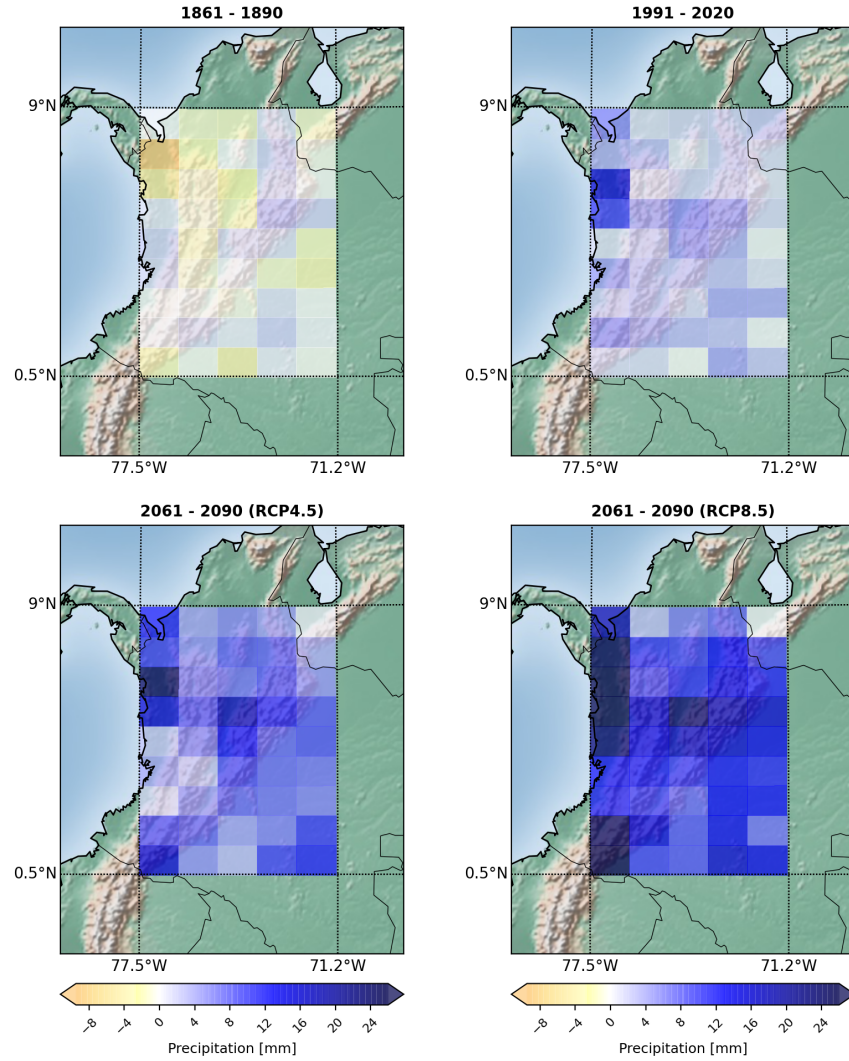 1861 - 1890
1991 - 2020
9°N
9°N
0.5°N
0.5°N
77.5°W
71.2°W
77.5°W
71.2°W
2061 - 2090 (RCP4.5)
2061 - 2090 (RCP8.5)
9°N
9°N
0.5°N
0.5°N
77.5°W
71.2°W
77.5°W
71.2°W
−8 −4 0 4 8 12 16 20 24
−8 −4 0 4 8 12 16 20 24
Precipitation [mm]
Precipitation [mm]